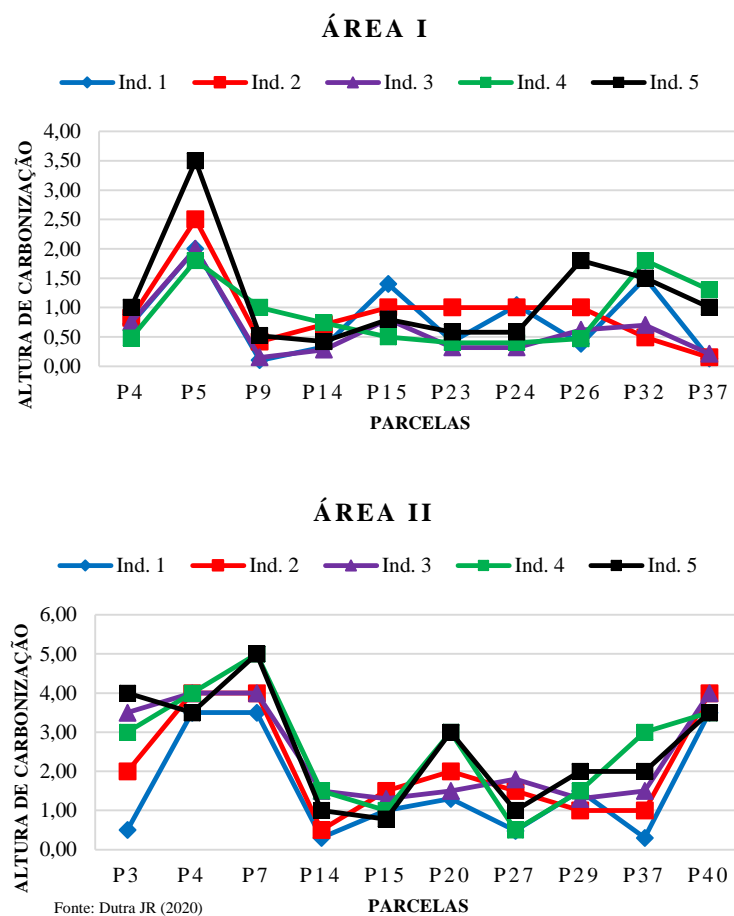 ÁREA I
Ind. 1 Ind. 2 Ind. 3 Ind. 4 Ind. 5
ALTURA DE CARBONIZAÇÃO
4,00
3,50
3,00
2,50
2,00
1,50
1,00
0,50
0,00
P4 P5 P9 P14 P15 P23 P24 P26 P32 P37
PARCELAS
ÁREA II
Ind. 1 Ind. 2 Ind. 3 Ind. 4 Ind. 5
ALTURA DE CARBONIZAÇÃO
6,00
5,00
4,00
3,00
2,00
1,00
0,00
P3 P4 P7 P14 P15 P20 P27 P29 P37 P40
PARCELAS
Fonte: Dutra JR (2020)